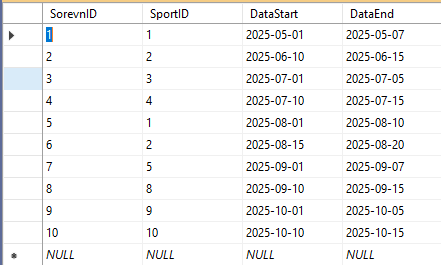 SorevnID SportID DataStart DataEnd
1 1 2025-05-01 2025-05-07
2 2 2025-06-10 2025-06-15
3 3 2025-07-01 2025-07-05
4 4 2025-07-10 2025-07-15
5 1 2025-08-01 2025-08-10
6 2 2025-08-15 2025-08-20
7 5 2025-09-01 2025-09-07
8 8 2025-09-10 2025-09-15
9 9 2025-10-01 2025-10-05
10 10 2025-10-10 2025-10-15
NULL NULL NULL NULL